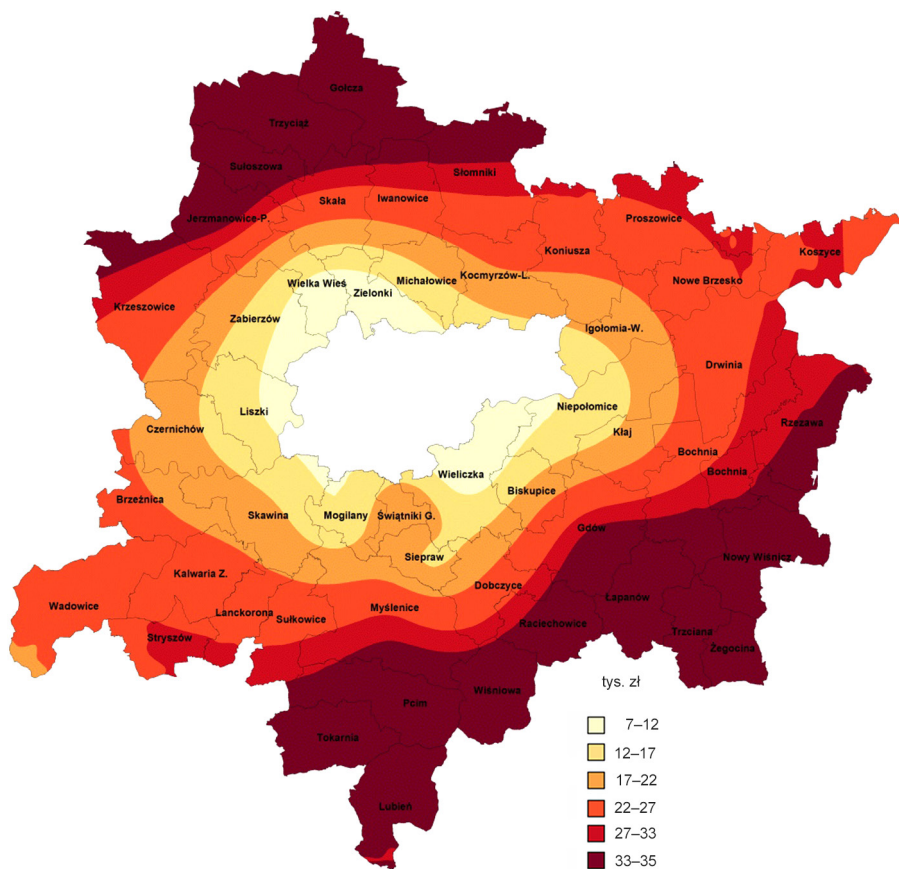 Gołcza
Trzyciąż
Sułoszowa
Słomniki
Skała
Iwanowice
Jerzmanowice-P.
Proszowice
Koniusza
Koszyce
Michałowice
Kocmyrzów-L.
Wielka Wieś
Zielonki
Nowe Brzesko
Krzeszowice
Zabierzów
Igołomia-W.
Drwinia
Liszki
Niepołomice
Czernichów
Kłaj
Rzezawa
Bochnia
Bochnia
Wieliczka
Biskupice
Brzeźnica
Skawina
Mogilany
Świątniki G.
Gdów
Siepraw
Nowy Wiśnicz
Kalwaria Z.
Dobczyce
Łapanów
Wadowice
Lanckorona
Sułkowice
Myślenice
Raciechowice
Stryszów
Trzciana
Żegocina
Wiśniowa
Pcim
Tokarnia
Lubień
tys. zł
7–12
12–17
17–22
22–27
27–33
33–35